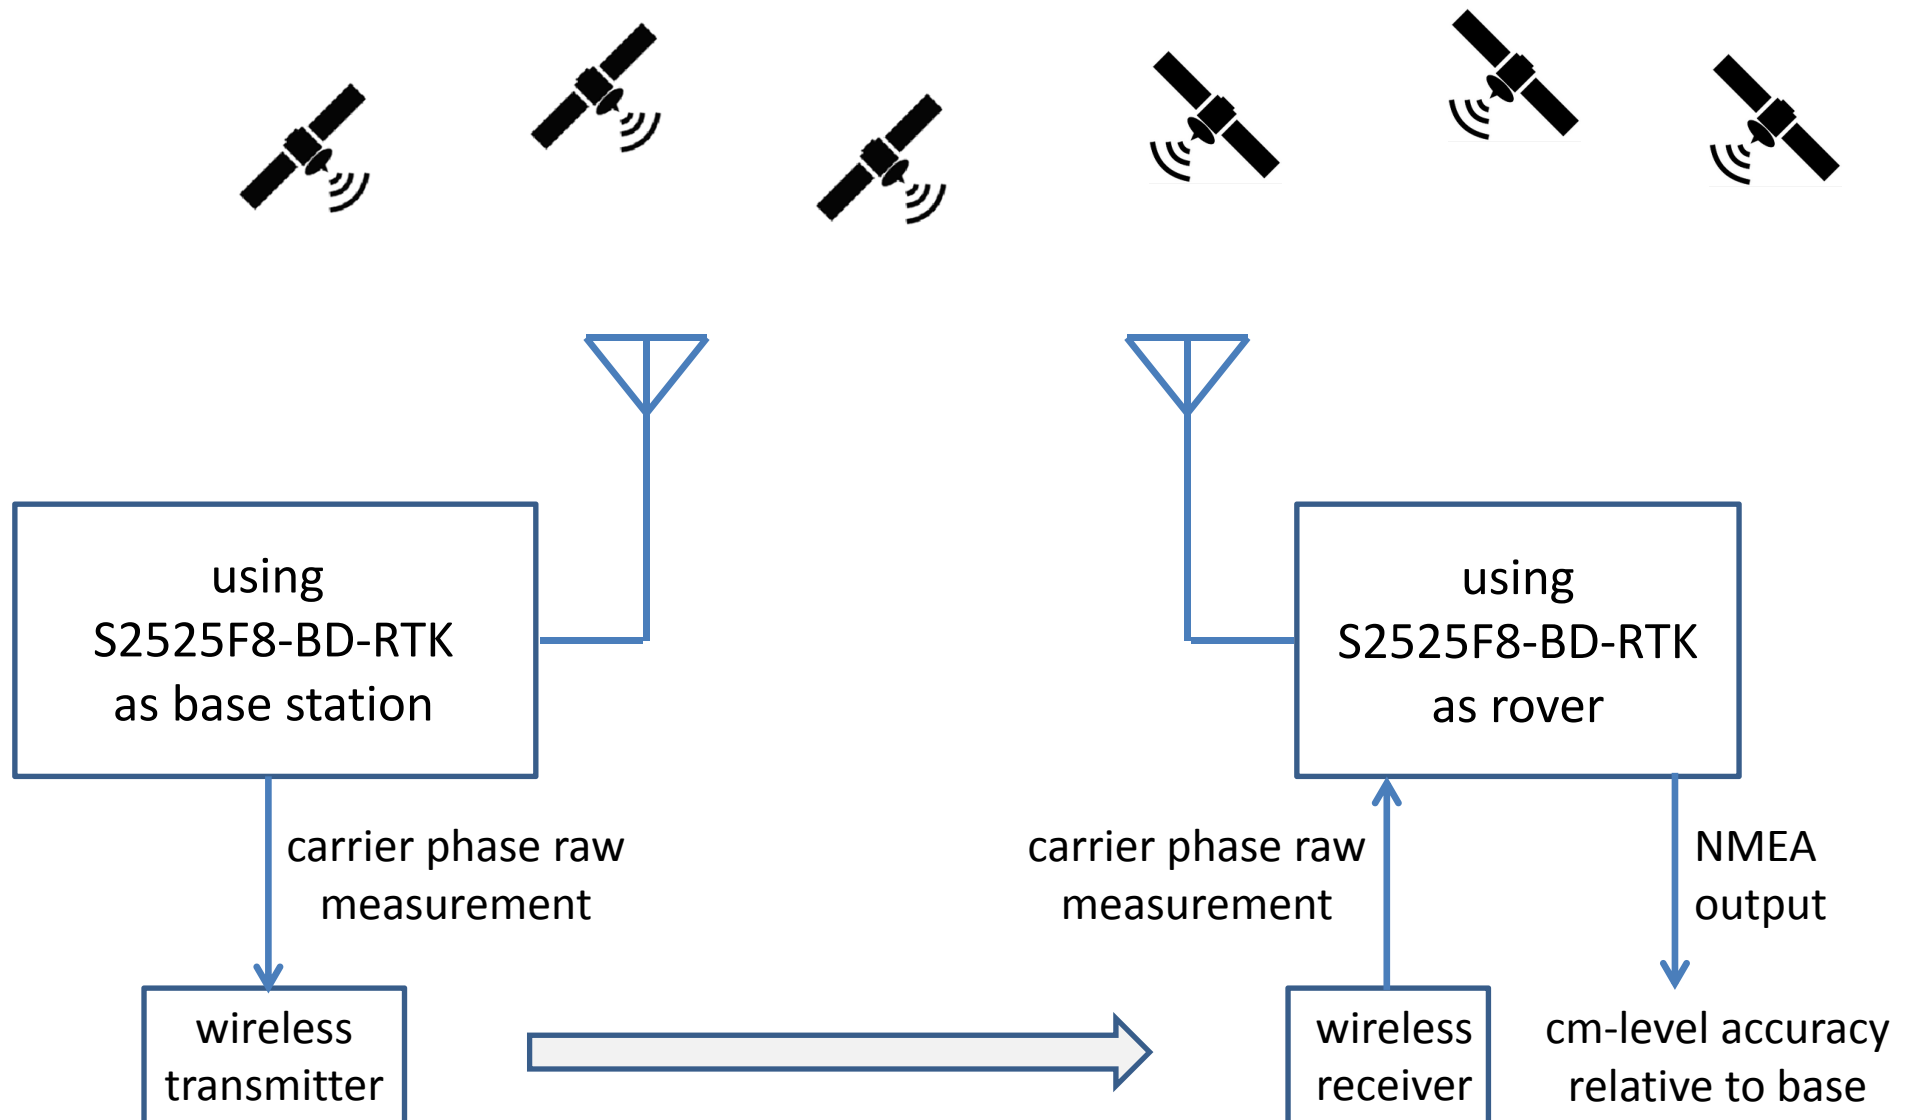 using
S2525F8-BD-RTK
as base station
using
S2525F8-BD-RTK
as rover
carrier phase raw
measurement
carrier phase raw
measurement
NMEA
output
wireless
transmitter
wireless
receiver
cm-level accuracy
relative to base